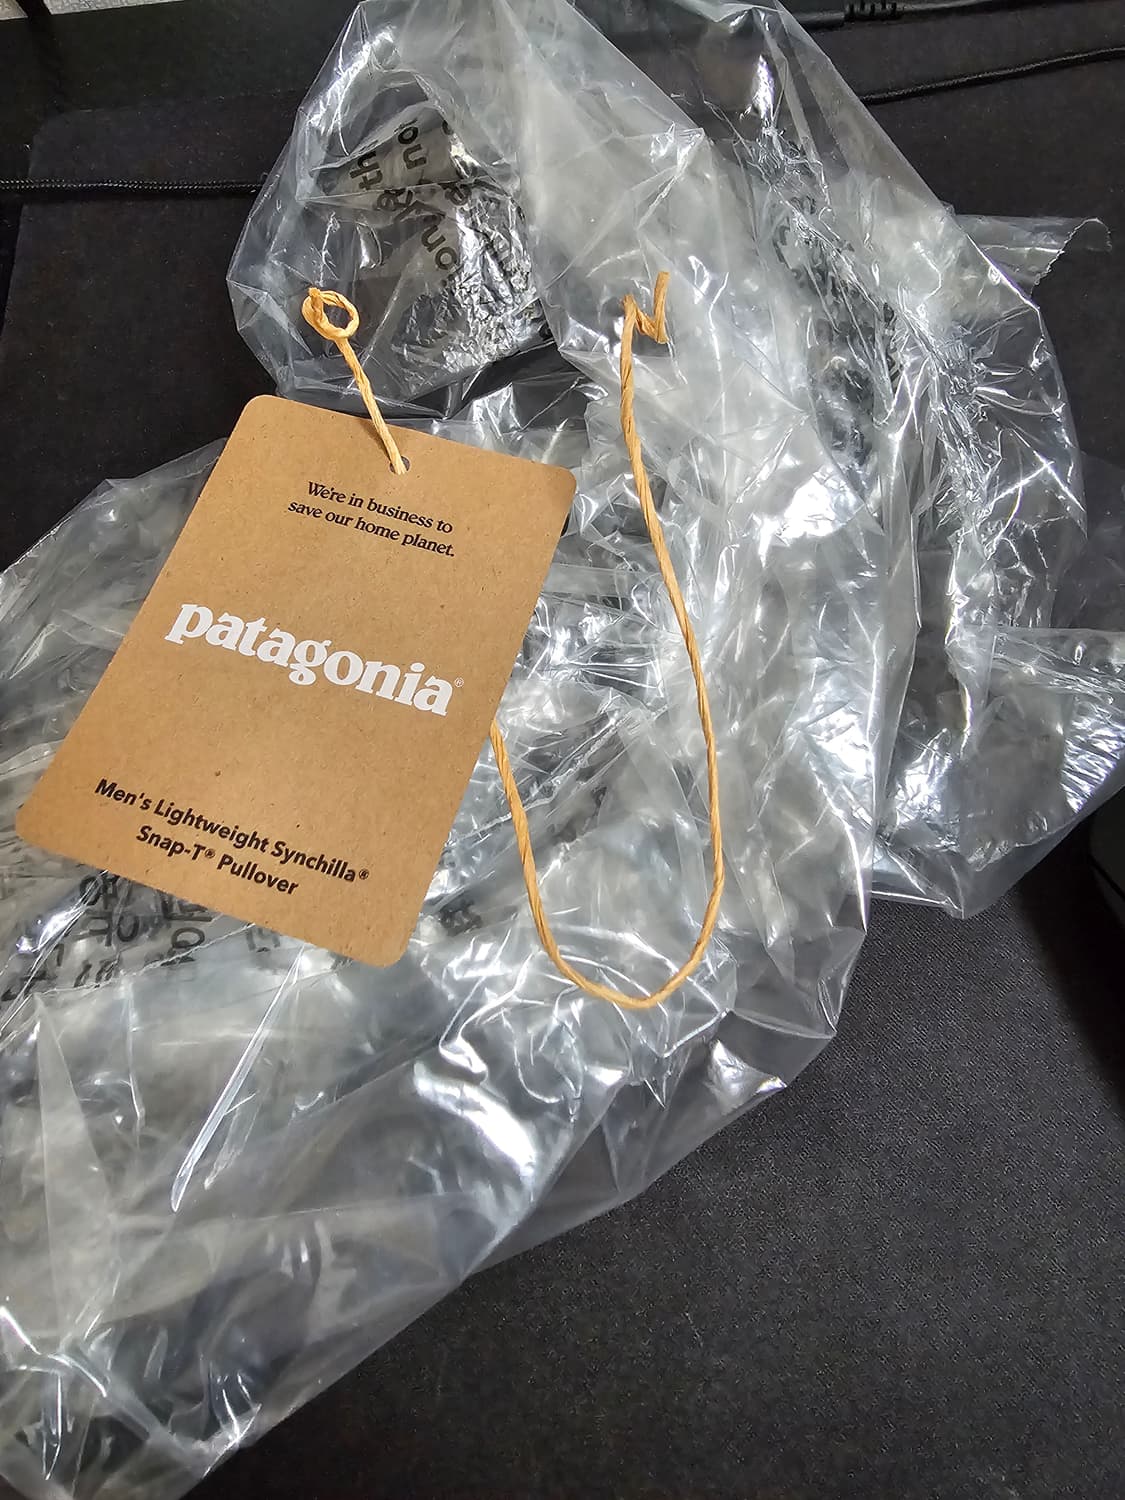 We're in business to
save our home planet.
patagonia®
Men's Lightweight Synchilla®
Snap-T® Pullover